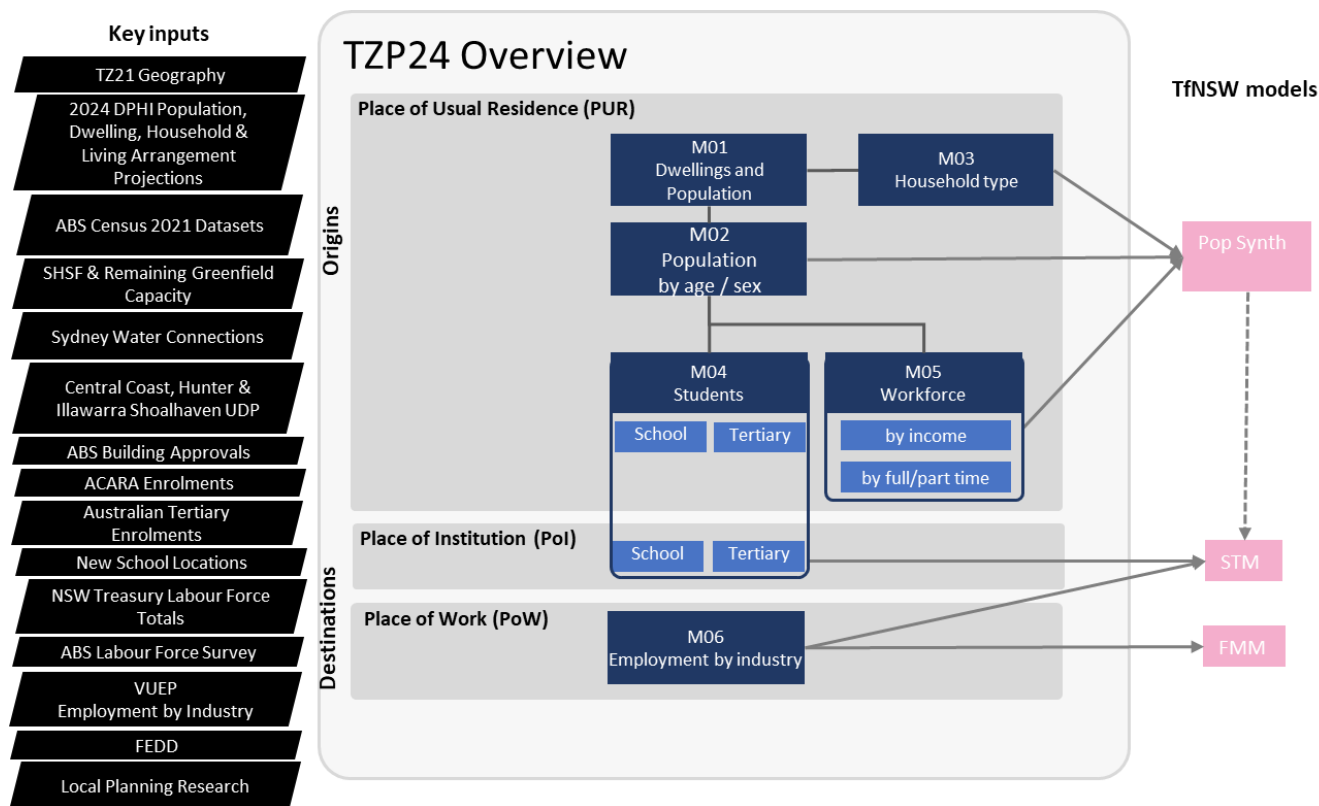 Key inputs
TZ21 Geography
2024 DPHI Population,
Dwelling, Household &
Living Arrangement
Projections
ABS Census 2021 Datasets
SHSF & Remaining Greenfield
Capacity
Sydney Water Connections
Central Coast, Hunter &
Illawarra Shoalhaven UDP
ABS Building Approvals
ACARA Enrolments
Australian Tertiary
Enrolments
New School Locations
NSW Treasury Labour Force
Totals
ABS Labour Force Survey
VUEP
Employment by Industry
FEDD
Local Planning Research
TZP24 Overview
Origins
Place of Usual Residence (PUR)
M01
Dwellings and
Population
M03
Household type
M02
Population
by age / sex
M04
Students
School
Tertiary
M05
Workforce
by income
by full/part time
Destinations
Place of Institution (PoI)
School
Tertiary
Place of Work (PoW)
M06
Employment by industry
TfNSW models
Pop Synth
STM
FMM